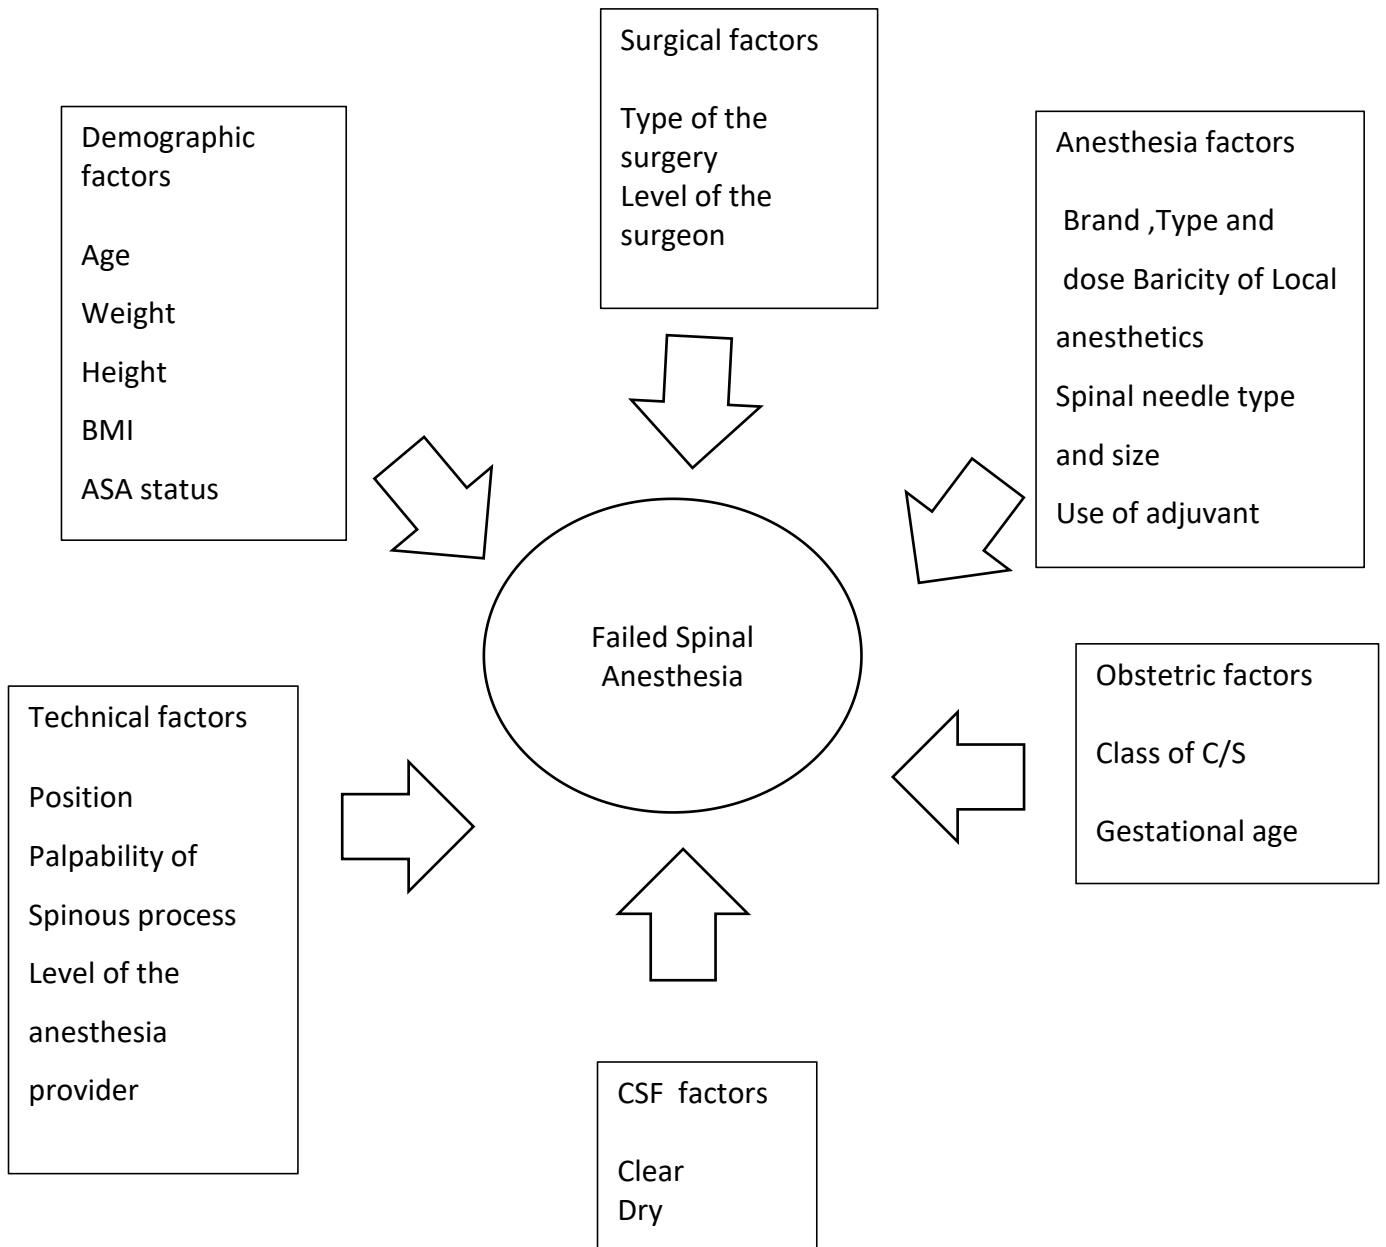 Surgical factors
Type of the
surgery
Level of the
surgeon
Demographic
factors
Age
Weight
Height
BMI
ASA status
Anesthesia factors
Brand ,Type and
dose Baricity of Local
anesthetics
Spinal needle type
and size
Use of adjuvant
Failed Spinal
Anesthesia
Technical factors
Position
Palpability of
Spinous process
Level of the
anesthesia
provider
Obstetric factors
Class of C/S
Gestational age
CSF factors
Clear
Dry